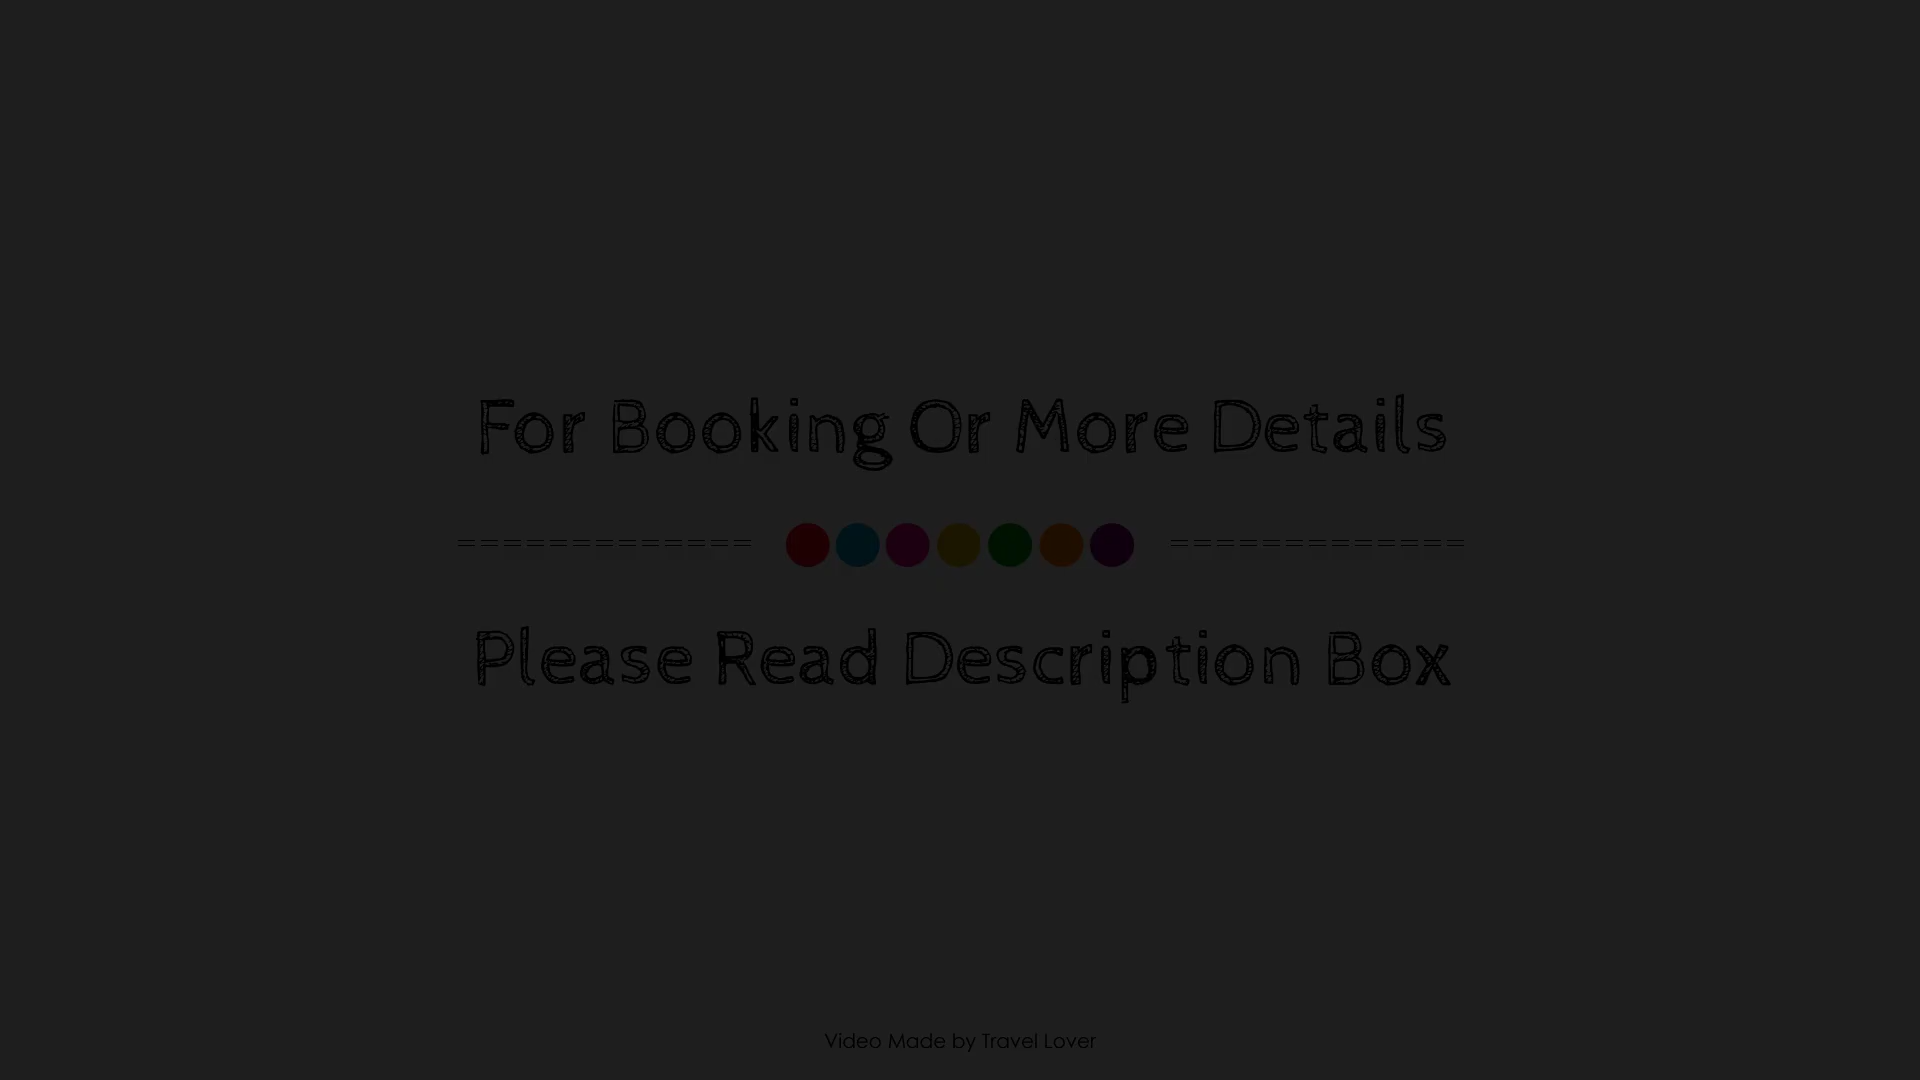 For Booking Or More Details
============= =============
Please Read Description Box
Video Made by Travel Lover